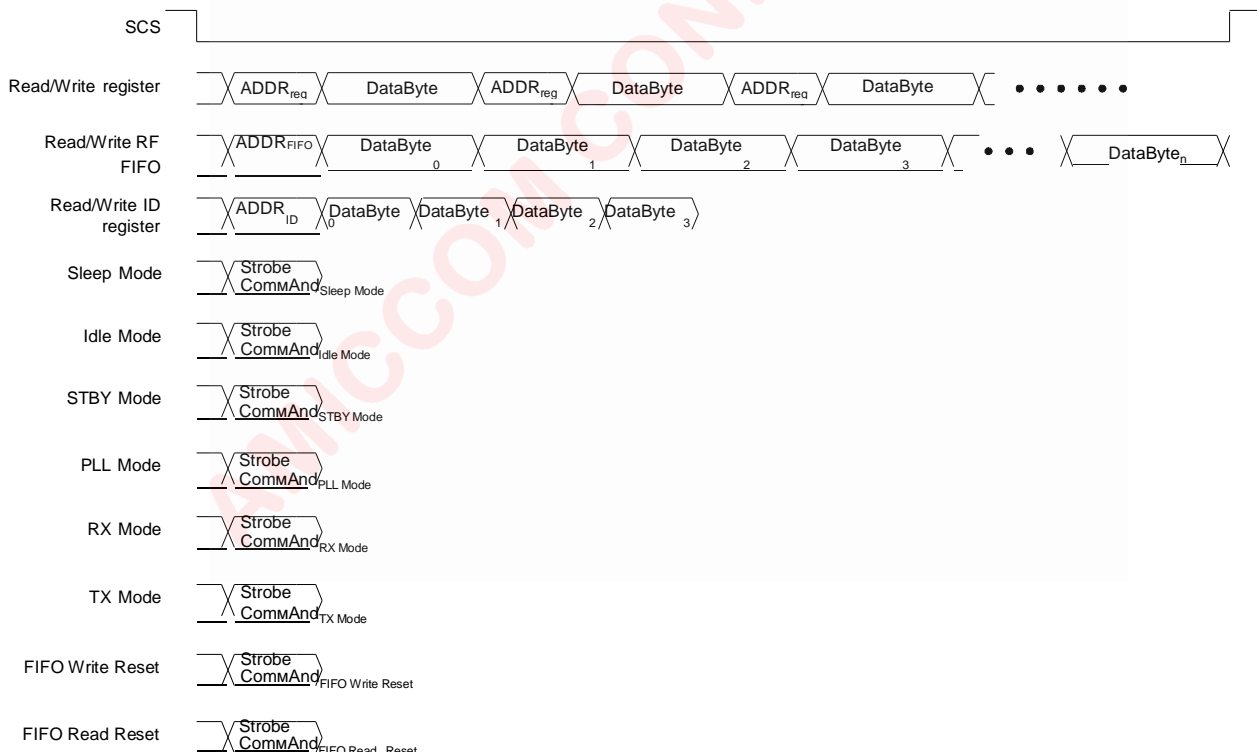 SCS
Read/Write register ADDRreg DataByte ADDRreg DataByte ADDRreg DataByte
Read/Write RF FIFO ADDRFIFO DataByte0 DataByte1 DataByte2 DataByte3 DataByten
Read/Write ID register ADDRID DataByte0 DataByte1 DataByte2 DataByte3
Sleep Mode Strobe CommAndSleep Mode
Idle Mode Strobe CommAndIdle Mode
STBY Mode Strobe CommAndSTBY Mode
PLL Mode Strobe CommAndPLL Mode
RX Mode Strobe CommAndRX Mode
TX Mode Strobe CommAndTX Mode
FIFO Write Reset Strobe CommAndFIFO Write Reset
FIFO Read Reset Strobe CommAndFIFO Read Reset
AMICCOM CON